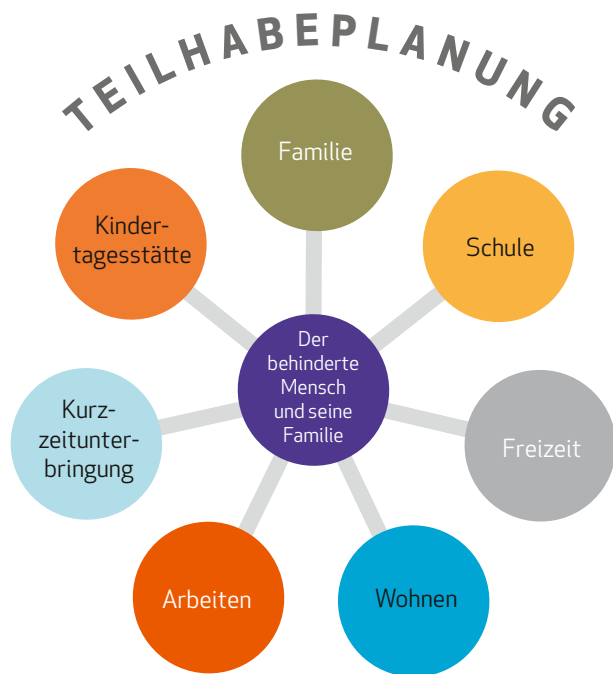 TEILHABEPLANUNG
Familie
Kinder-
tagesstätte
Schule
Der
behinderte
Mensch
und seine
Familie
Kurz-
zeitunter-
bringung
Freizeit
Arbeiten
Wohnen